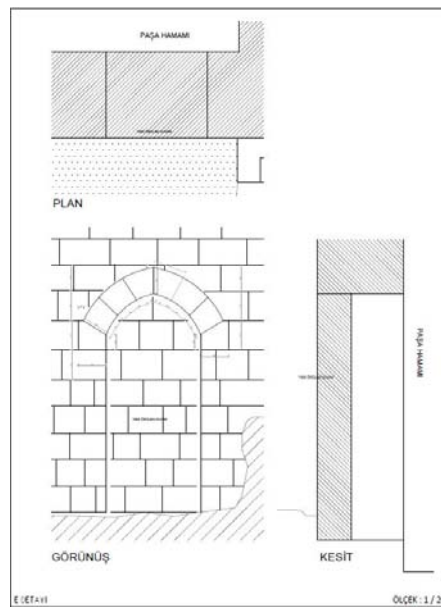 PAŞA HAMAMI
PLAN
PAŞA HAMAMI
GÖRÜNÜŞ
KESİT
E DETAYI
ÖLÇEK : 1 / 2